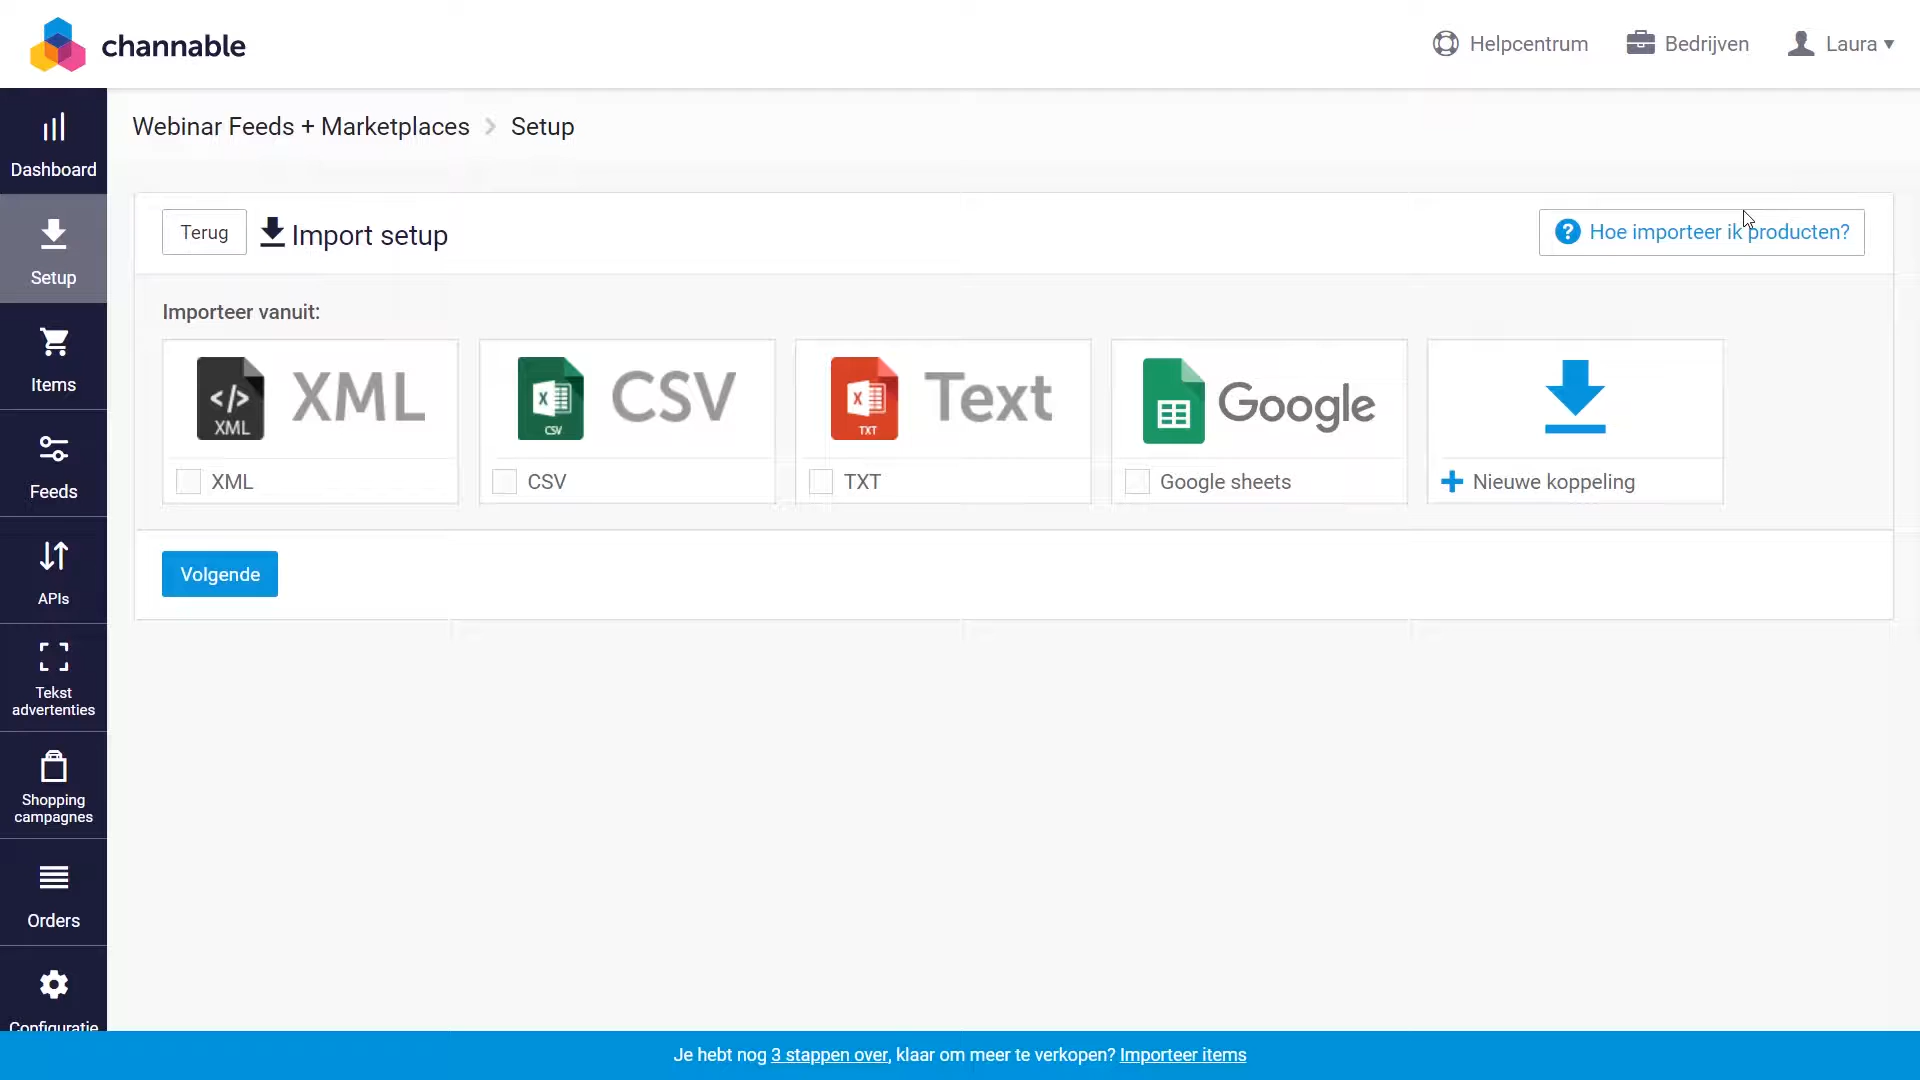 channable
Helpcentrum
Bedrijven
Laura
Webinar Feeds + Marketplaces
Setup
Dashboard
Setup
Items
Feeds
APIs
Tekst
advertenties
Shopping
campagnes
Orders
Configuratie
Terug
Import setup
? Hoe importeer ik producten?
Importeer vanuit:
</> XML
XML
X CSV
CSV
X TXT
Text
Google
XML
CSV
TXT
Google sheets
Nieuwe koppeling
Volgende
Je hebt nog 3 stappen over, klaar om meer te verkopen? Importeer items